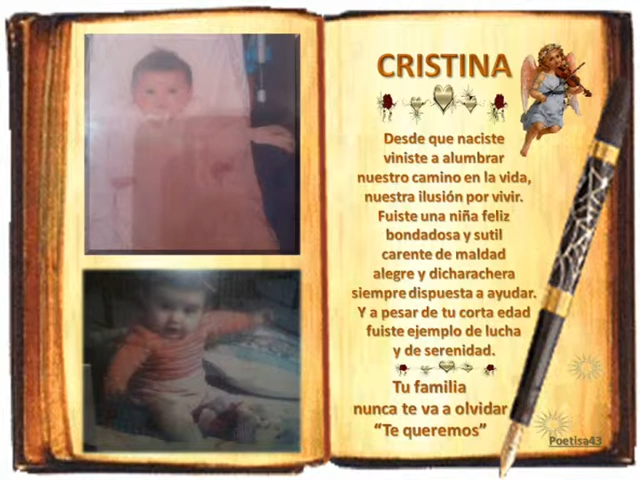 CRISTINA
Desde que naciste
viniste a alumbrar
nuestro camino en la vida,
nuestra ilusión por vivir.
Fuiste una niña feliz
bondadosa y sutil
carente de maldad
alegre y dicharachera
siempre dispuesta a ayudar.
Y a pesar de tu corta edad
fuiste ejemplo de lucha
y de serenidad.
Tu familia
nunca te va a olvidar
“Te queremos”
Poetisa43